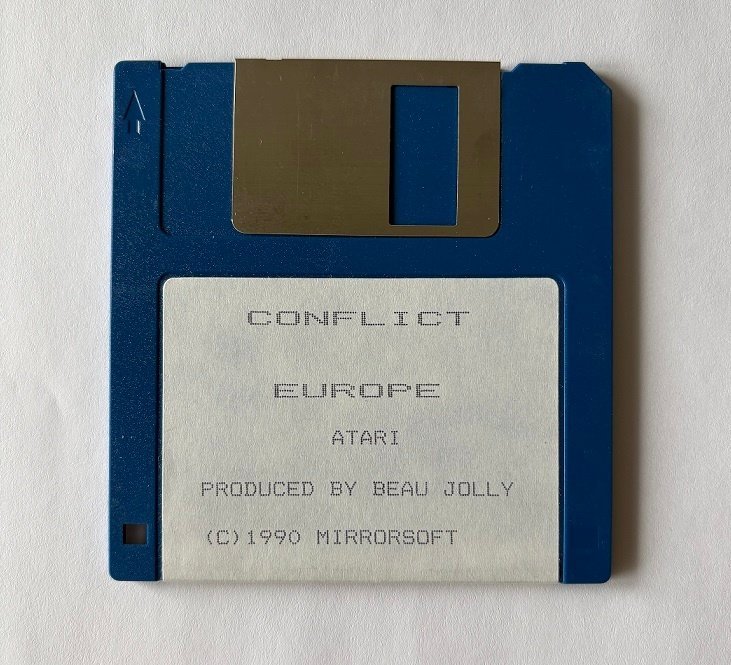 CONFLICT
EUROPE
ATARI
PRODUCED BY BEAU JOLLY
(C)1990 MIRRORSOFT